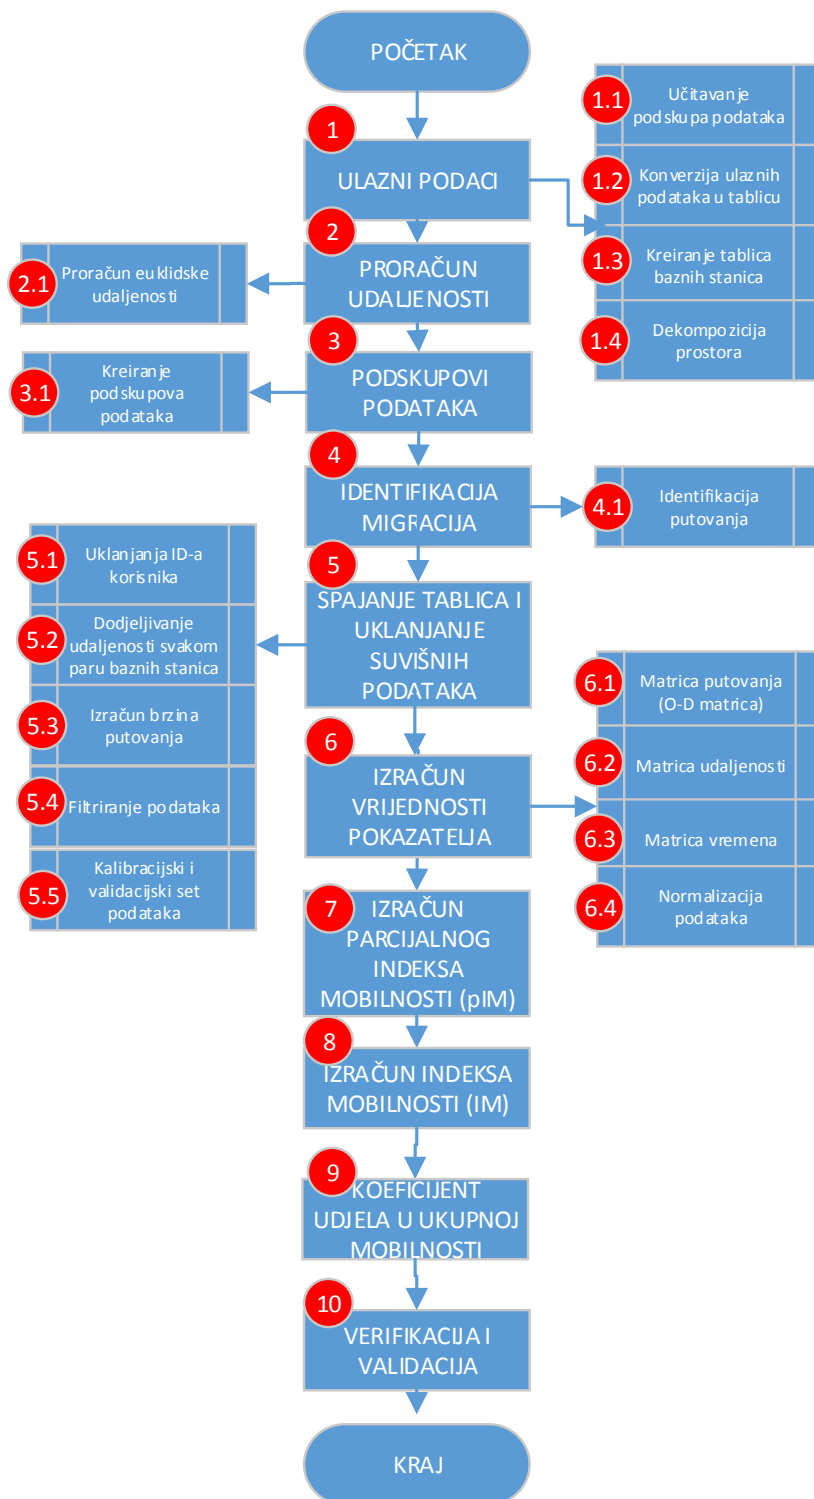 POČETAK
1
ULAZNI PODACI
1.1
Učitavanje
podskupa podataka
1.2
Konverzija ulaznih
podataka u tablicu
1.3
Kreiranje tablica
baznih stanica
1.4
Dekompozicija
prostora
2
PRORAČUN
UDALJENOSTI
2.1
Proračun euklidske
udaljenosti
3
PODSKUPOVI
PODATAKA
3.1
Kreiranje
podskupova
podataka
4
IDENTIFIKACIJA
MIGRACIJA
4.1
Identifikacija
putovanja
5
SPAJANJE TABLICA I
UKLANJANJE
SUVIŠNIH
PODATAKA
5.1
Uklanjanja ID-a
korisnika
5.2
Dodjeljivanje
udaljenosti svakom
paru baznih stanica
5.3
Izračun brzina
putovanja
5.4
Filtriranje podataka
5.5
Kalibracijski i
validacijski set
podataka
6
IZRAČUN
VRIJEDNOSTI
POKAZATELJA
6.1
Matrica putovanja
(O-D matrica)
6.2
Matrica udaljenosti
6.3
Matrica vremena
6.4
Normalizacija
podataka
7
IZRAČUN
PARCIJALNOG
INDEKSA
MOBILNOSTI (pIM)
8
IZRAČUN INDEKSA
MOBILNOSTI (IM)
9
KOEFICIJENT
UDJELA U UKUPNOJ
MOBILNOSTI
10
VERIFIKACIJA I
VALIDACIJA
KRAJ